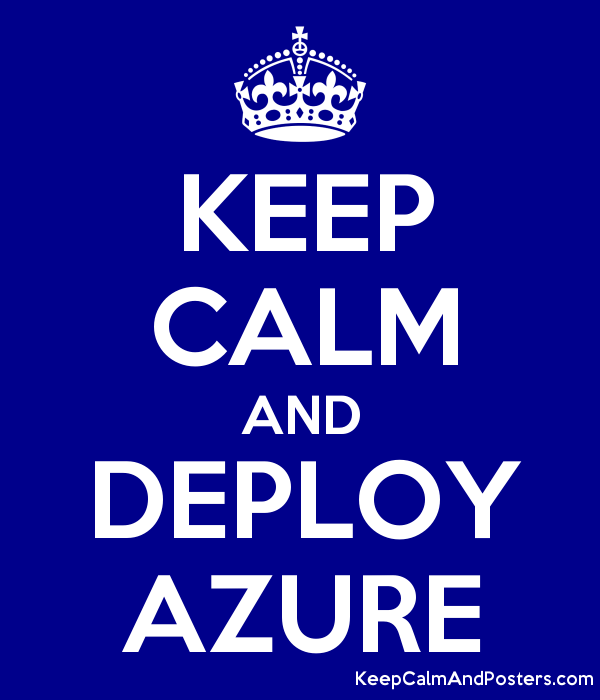 KEEP
CALM
AND
DEPLOY
AZURE
KeepCalmAndPosters.com